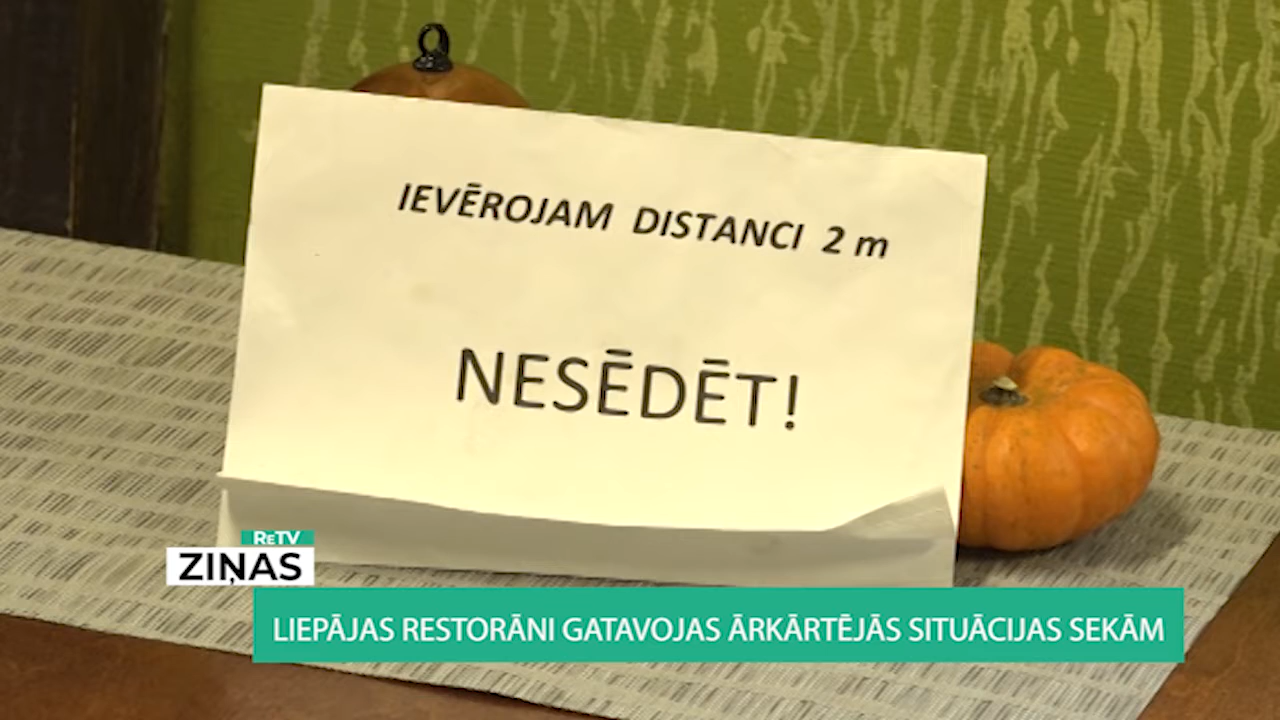 IEVĒROJAM DISTANCI 2 m
NESĒDĒT!
RETV
ZIŅAS
LIEPĀJAS RESTORĀNI GATAVOJAS ĀRKĀRTĒJĀS SITUĀCIJAS SEKĀM